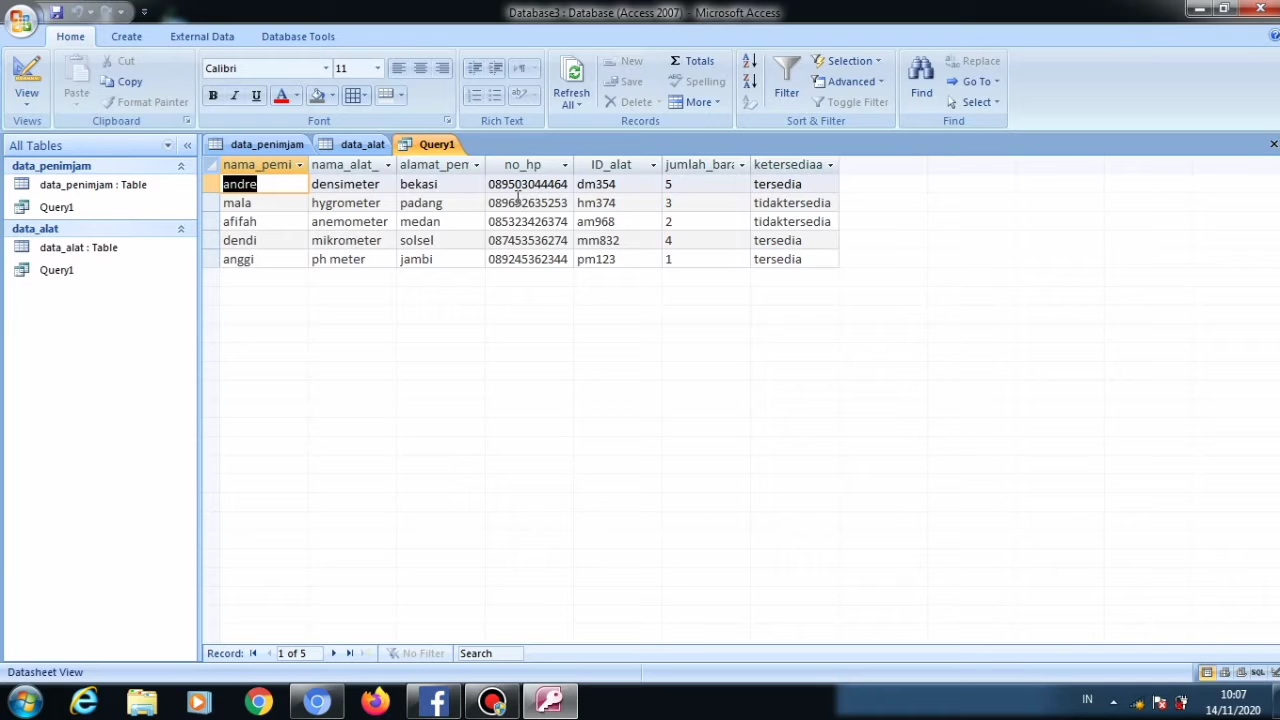 Database3 : Database (Access 2007) - Microsoft Access
Home Create External Data Database Tools
View
Views
Paste
Cut
Copy
Format Painter
Clipboard
Calibri 11
B I U A
Font
Rich Text
Refresh
All
New
Save
Delete
Totals
Spelling
More
Records
Filter
Selection
Advanced
Toggle Filter
Sort & Filter
Find
Replace
Go To
Select
Find
All Tables
data_penimjam
data_penimjam : Table
Query1
data_alat
data_alat : Table
Query1
data_penimjam data_alat Query1
nama_pemi nama_alat_ alamat_pem no_hp ID_alat jumlah_bara ketersediaa
andre densimeter bekasi 089503044464 dm354 5 tersedia
mala hygrometer padang 089692635253 hm374 3 tidaktersedia
afifah anemometer medan 085323426374 am968 2 tidaktersedia
dendi mikrometer solsel 087453536274 mm832 4 tersedia
anggi ph meter jambi 089245362344 pm123 1 tersedia
Record: 1 of 5 No Filter Search
Datasheet View
SQL
IN
10:07
14/11/2020